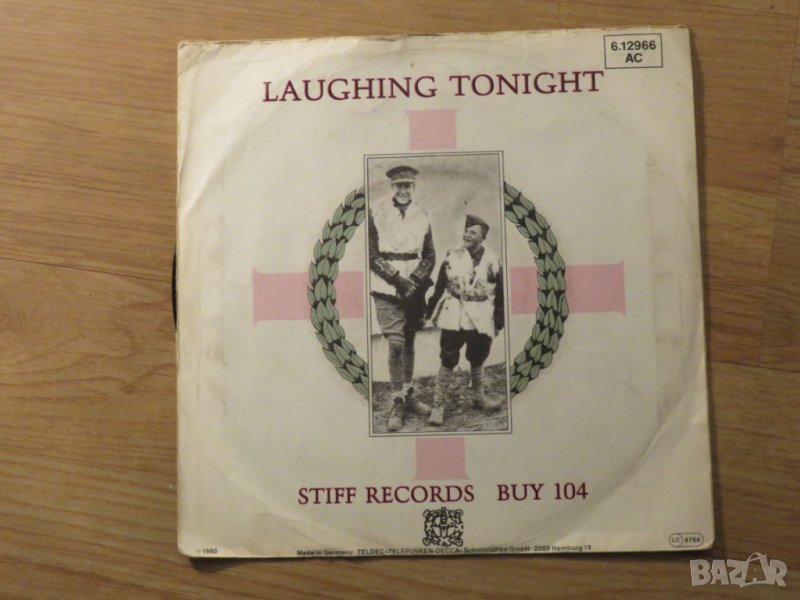 6.12966
AC
LAUGHING TONIGHT
STIFF RECORDS BUY 104
℗ 1980
Made in Germany · TELDEC »TELEFUNKEN-DECCA« Schallplatten GmbH · 2000 Hamburg 19
LC 4764
BAZAR